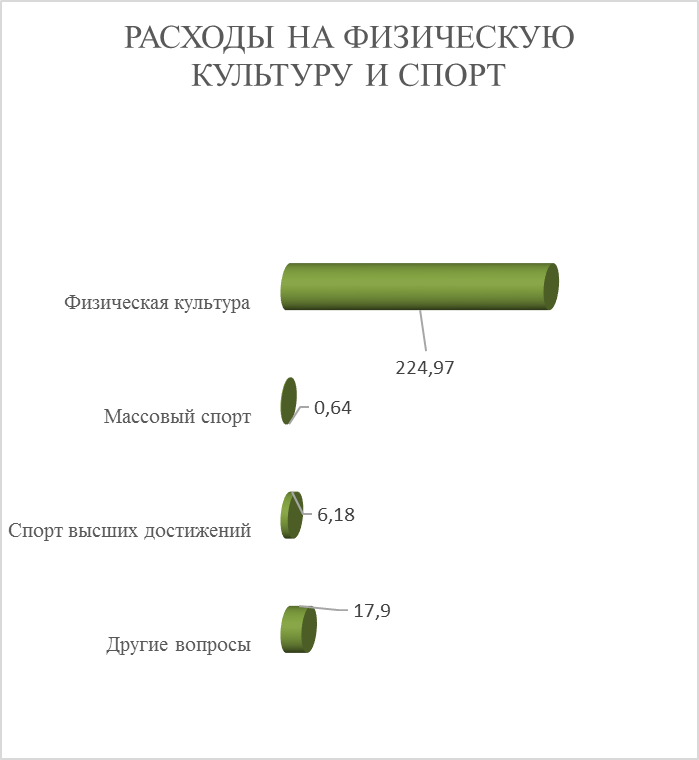 РАСХОДЫ НА ФИЗИЧЕСКУЮ
КУЛЬТУРУ И СПОРТ
Физическая культура
224,97
Массовый спорт
0,64
Спорт высших достижений
6,18
Другие вопросы
17,9